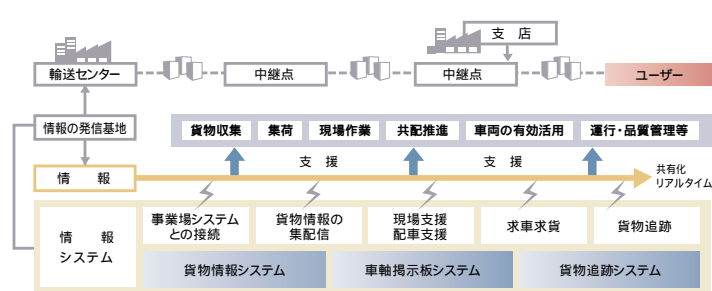 支　店
輸送センター
中継点
中継点
ユーザー
情報の発信基地
貨物収集
集荷
現場作業
共配推進
車両の有効活用
運行・品質管理等
支　援
支　援
情　報
共有化
リアルタイム
情　報
システム
事業場システム
との接続
貨物情報の
集配信
現場支援
配車支援
求車求貨
貨物追跡
貨物情報システム
車軸掲示板システム
貨物追跡システム